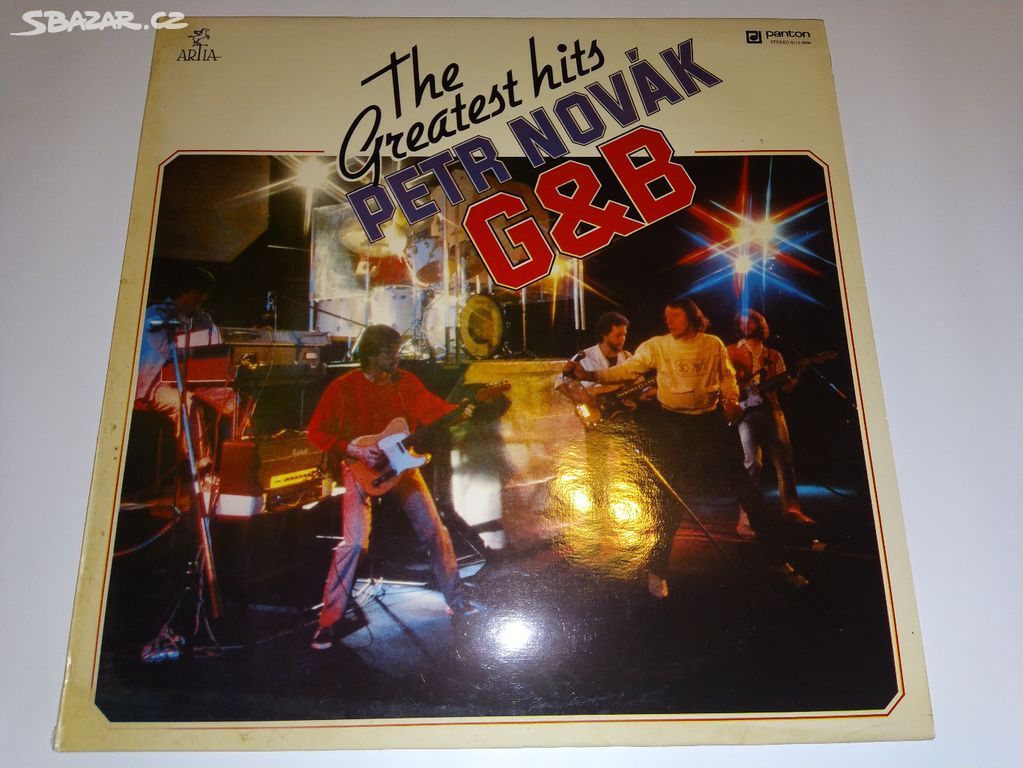 SBAZAR.CZ
ARTIA
panton
The
Greatest hits
PETR NOVÁK
G&B